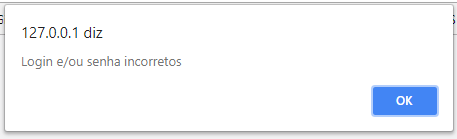 127.0.0.1 diz
Login e/ou senha incorretos
OK